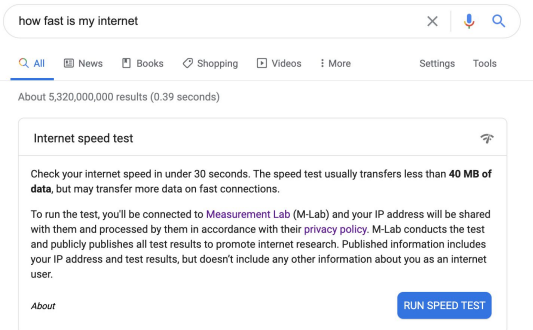 how fast is my internet
All News Books Shopping Videos More Settings Tools
About 5,320,000,000 results (0.39 seconds)
Internet speed test
Check your internet speed in under 30 seconds. The speed test usually transfers less than 40 MB of
data, but may transfer more data on fast connections.
To run the test, you'll be connected to Measurement Lab (M-Lab) and your IP address will be shared
with them and processed by them in accordance with their privacy policy. M-Lab conducts the test
and publicly publishes all test results to promote internet research. Published information includes
your IP address and test results, but doesn't include any other information about you as an internet
user.
About RUN SPEED TEST